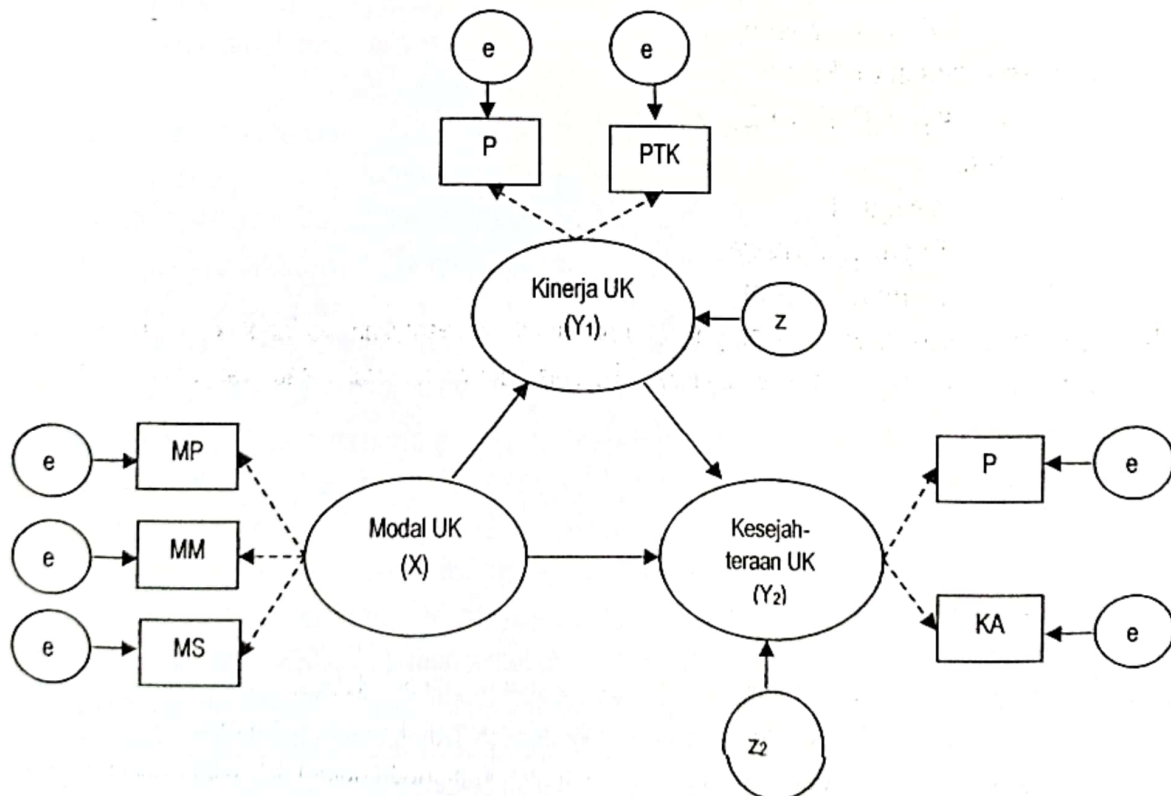 e
e
P
PTK
Kinerja UK
(Y₁)
z
e
MP
e
MM
e
MS
Modal UK
(X)
Kesejah-
teraan UK
(Y₂)
P
e
KA
e
z₂